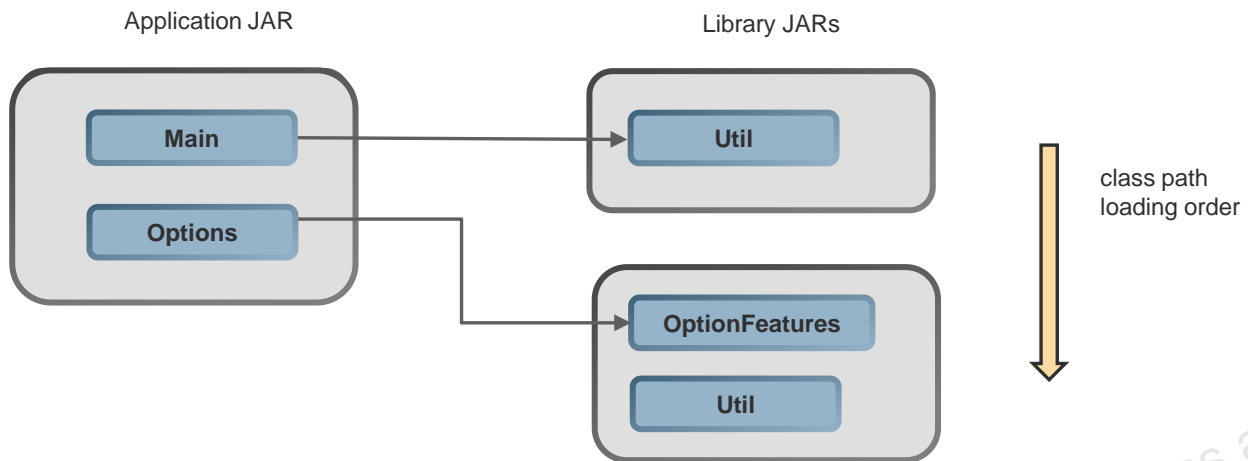 Application JAR
Library JARs
Main
Util
Options
class path
loading order
OptionFeatures
Util